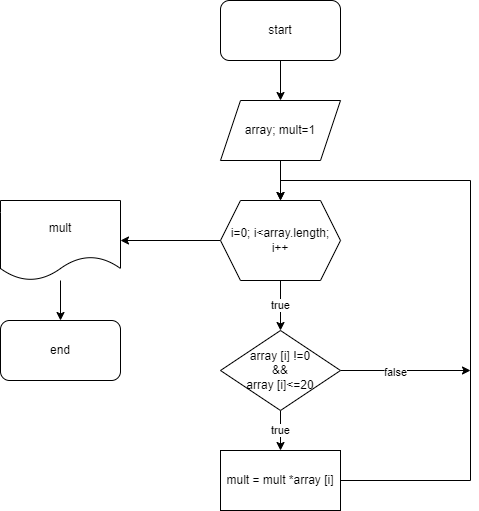 start
array; mult=1
i=0; i<array.length;
i++
mult
true
end
array [i] !=0
&&
array [i]<=20
false
true
mult = mult *array [i]